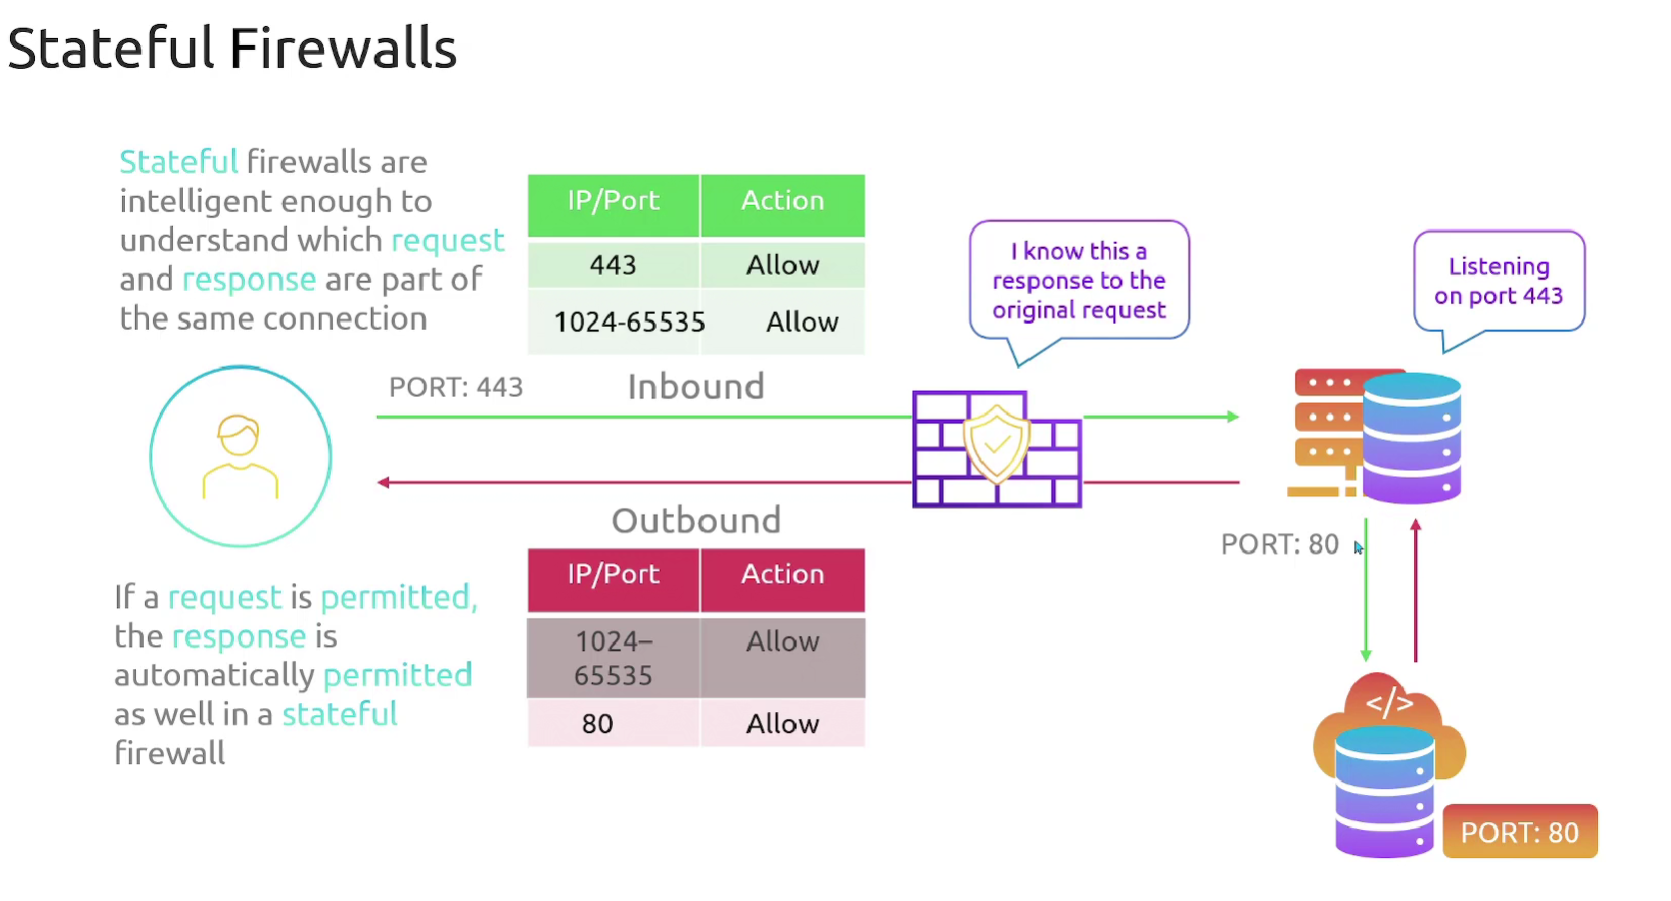 Stateful Firewalls
Stateful firewalls are
intelligent enough to
understand which request
and response are part of
the same connection
IP/Port Action
443 Allow
1024-65535 Allow
I know this a
response to the
original request
Listening
on port 443
PORT: 443
Inbound
Outbound
PORT: 80
IP/Port Action
1024–
65535
Allow
80 Allow
If a request is permitted,
the response is
automatically permitted
as well in a stateful
firewall
</>
PORT: 80